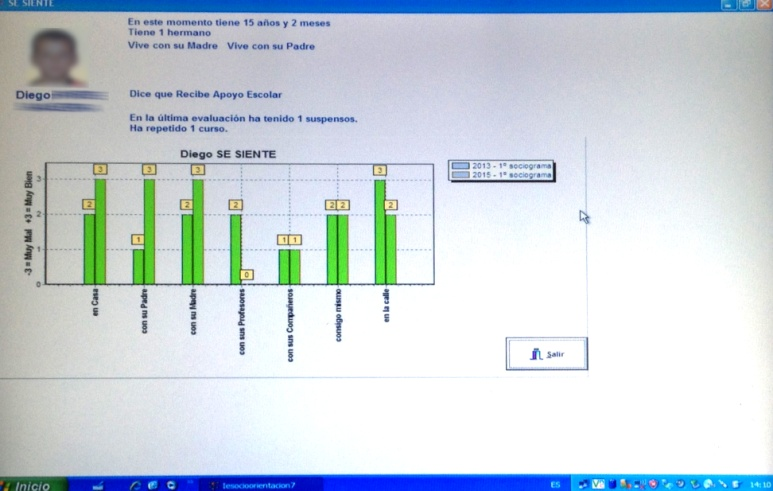 SE SIENTE
En este momento tiene 15 años y 2 meses
Tiene 1 hermano
Vive con su Madre Vive con su Padre
Diego
Dice que Recibe Apoyo Escolar
En la última evaluación ha tenido 1 suspensos.
Ha repetido 1 curso.
Diego SE SIENTE
2013 - 1º sociograma
2015 - 1º sociograma
-3 = Muy Mal +3 = Muy Bien
3
2
1
0
2 3 1 3 2 3 2 0 1 1 2 2 3 2
en Casa
con su Padre
con su Madre
con sus Profesores
con sus Compañeros
consigo mismo
en la calle
Salir
Inicio
Iesocioorientacion7
ES
14:10